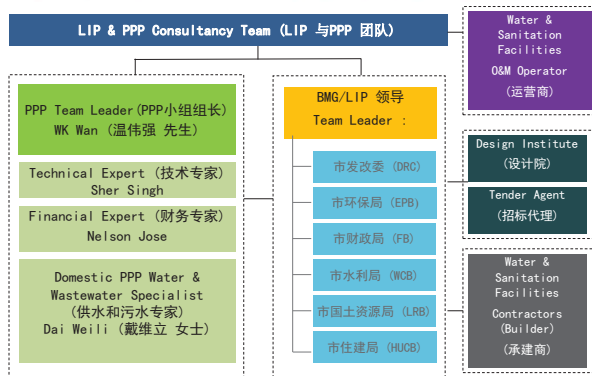 LIP & PPP Consultancy Team (LIP 与PPP 团队)
PPP Team Leader(PPP小组组长)
WK Wan (温伟强 先生)
Technical Expert (技术专家)
Sher Singh
Financial Expert (财务专家)
Nelson Jose
Domestic PPP Water &
Wastewater Specialist
(供水和污水专家)
Dai Weili (戴维立 女士)
BMG/LIP 领导
Team Leader :
市发改委 (DRC)
市环保局 (EPB)
市财政局 (FB)
市水利局 (WCB)
市国土资源局 (LRB)
市住建局 (HUCB)
Water &
Sanitation
Facilities
O&M Operator
(运营商)
Design Institute
(设计院)
Tender Agent
(招标代理)
Water &
Sanitation
Facilities
Contractors
(Builder)
(承建商)